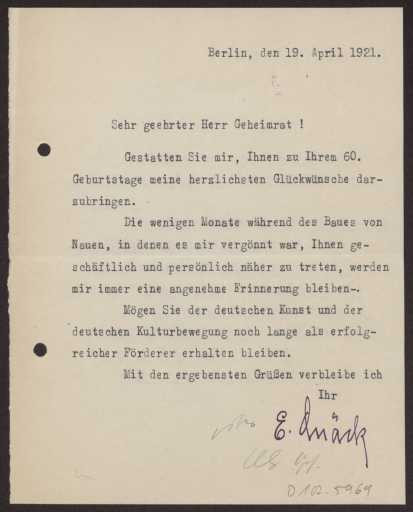 Berlin, den 19. April 1921.
Sehr geehrter Herr Geheimrat !
Gestatten Sie mir, Ihnen zu Ihrem 60.
Geburtstage meine herzlichsten Glückwünsche dar-
zubringen.
Die wenigen Monate während des Baues von
Nauen, in denen es mir vergönnt war, Ihnen ge-
schäftlich und persönlich näher zu treten, werden
mir immer eine angenehme Erinnerung bleiben-.
Mögen Sie der deutschen Kunst und der
deutschen Kulturbewegung noch lange als erfolg-
reicher Förderer erhalten bleiben.
Mit den ergebensten Grüßen verbleibe ich
Ihr
E. Quäck
D 102-5969